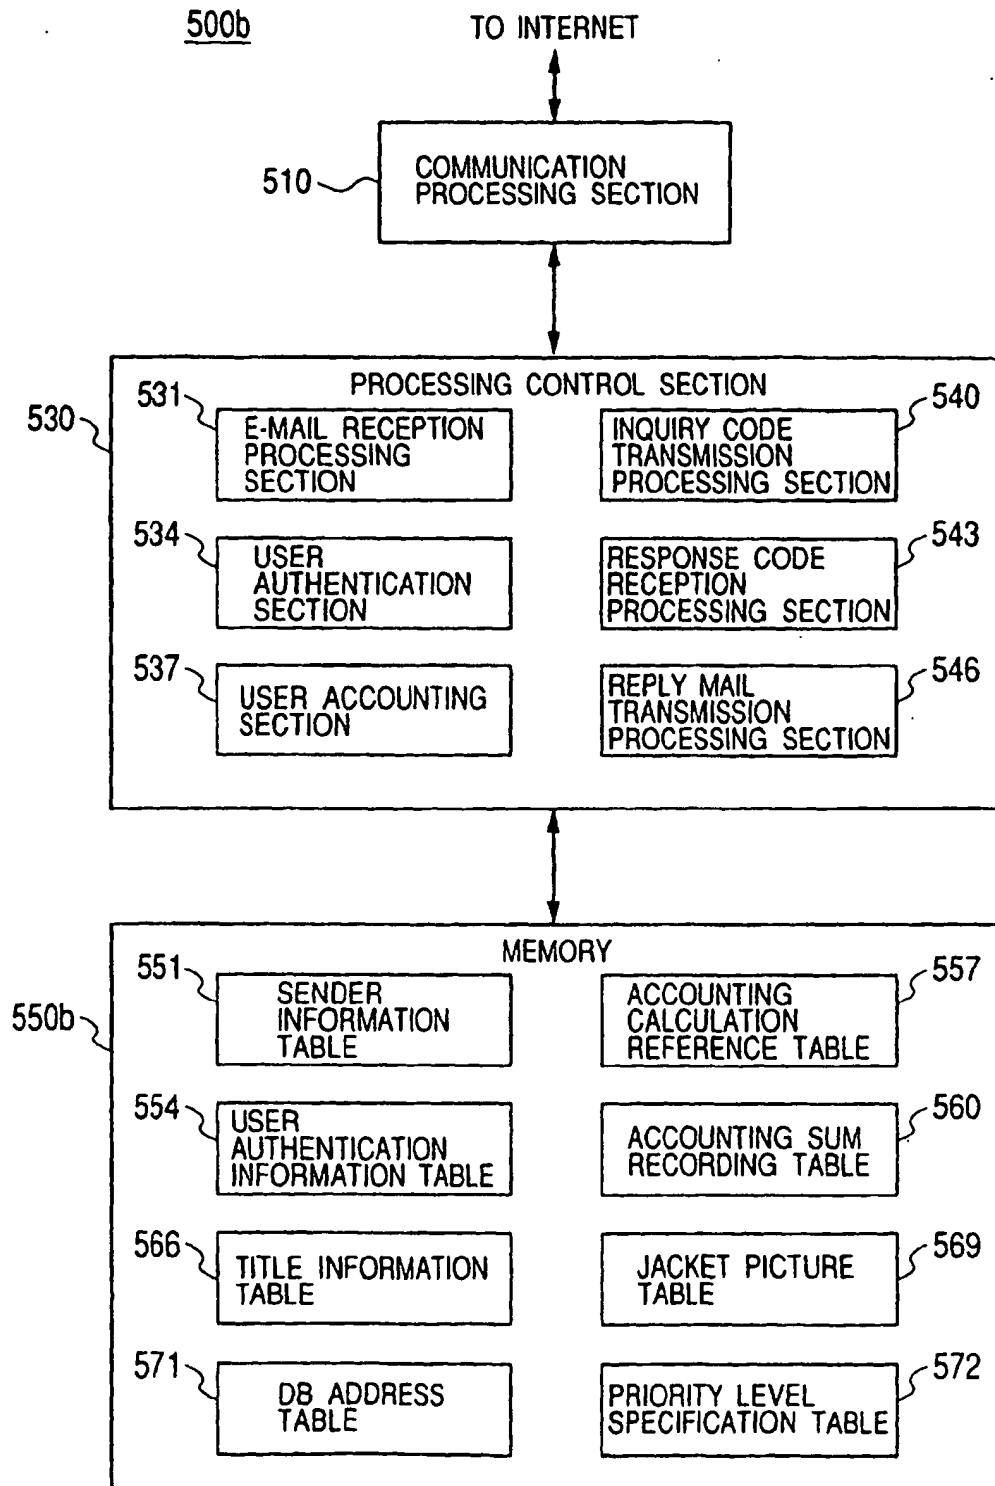 500b
TO INTERNET
510
COMMUNICATION
PROCESSING SECTION
530
PROCESSING CONTROL SECTION
531
E-MAIL RECEPTION
PROCESSING
SECTION
540
INQUIRY CODE
TRANSMISSION
PROCESSING SECTION
534
USER
AUTHENTICATION
SECTION
543
RESPONSE CODE
RECEPTION
PROCESSING SECTION
537
USER ACCOUNTING
SECTION
546
REPLY MAIL
TRANSMISSION
PROCESSING SECTION
550b
MEMORY
551
SENDER
INFORMATION
TABLE
557
ACCOUNTING
CALCULATION
REFERENCE TABLE
554
USER
AUTHENTICATION
INFORMATION TABLE
560
ACCOUNTING SUM
RECORDING TABLE
566
TITLE INFORMATION
TABLE
569
JACKET PICTURE
TABLE
571
DB ADDRESS
TABLE
572
PRIORITY LEVEL
SPECIFICATION TABLE